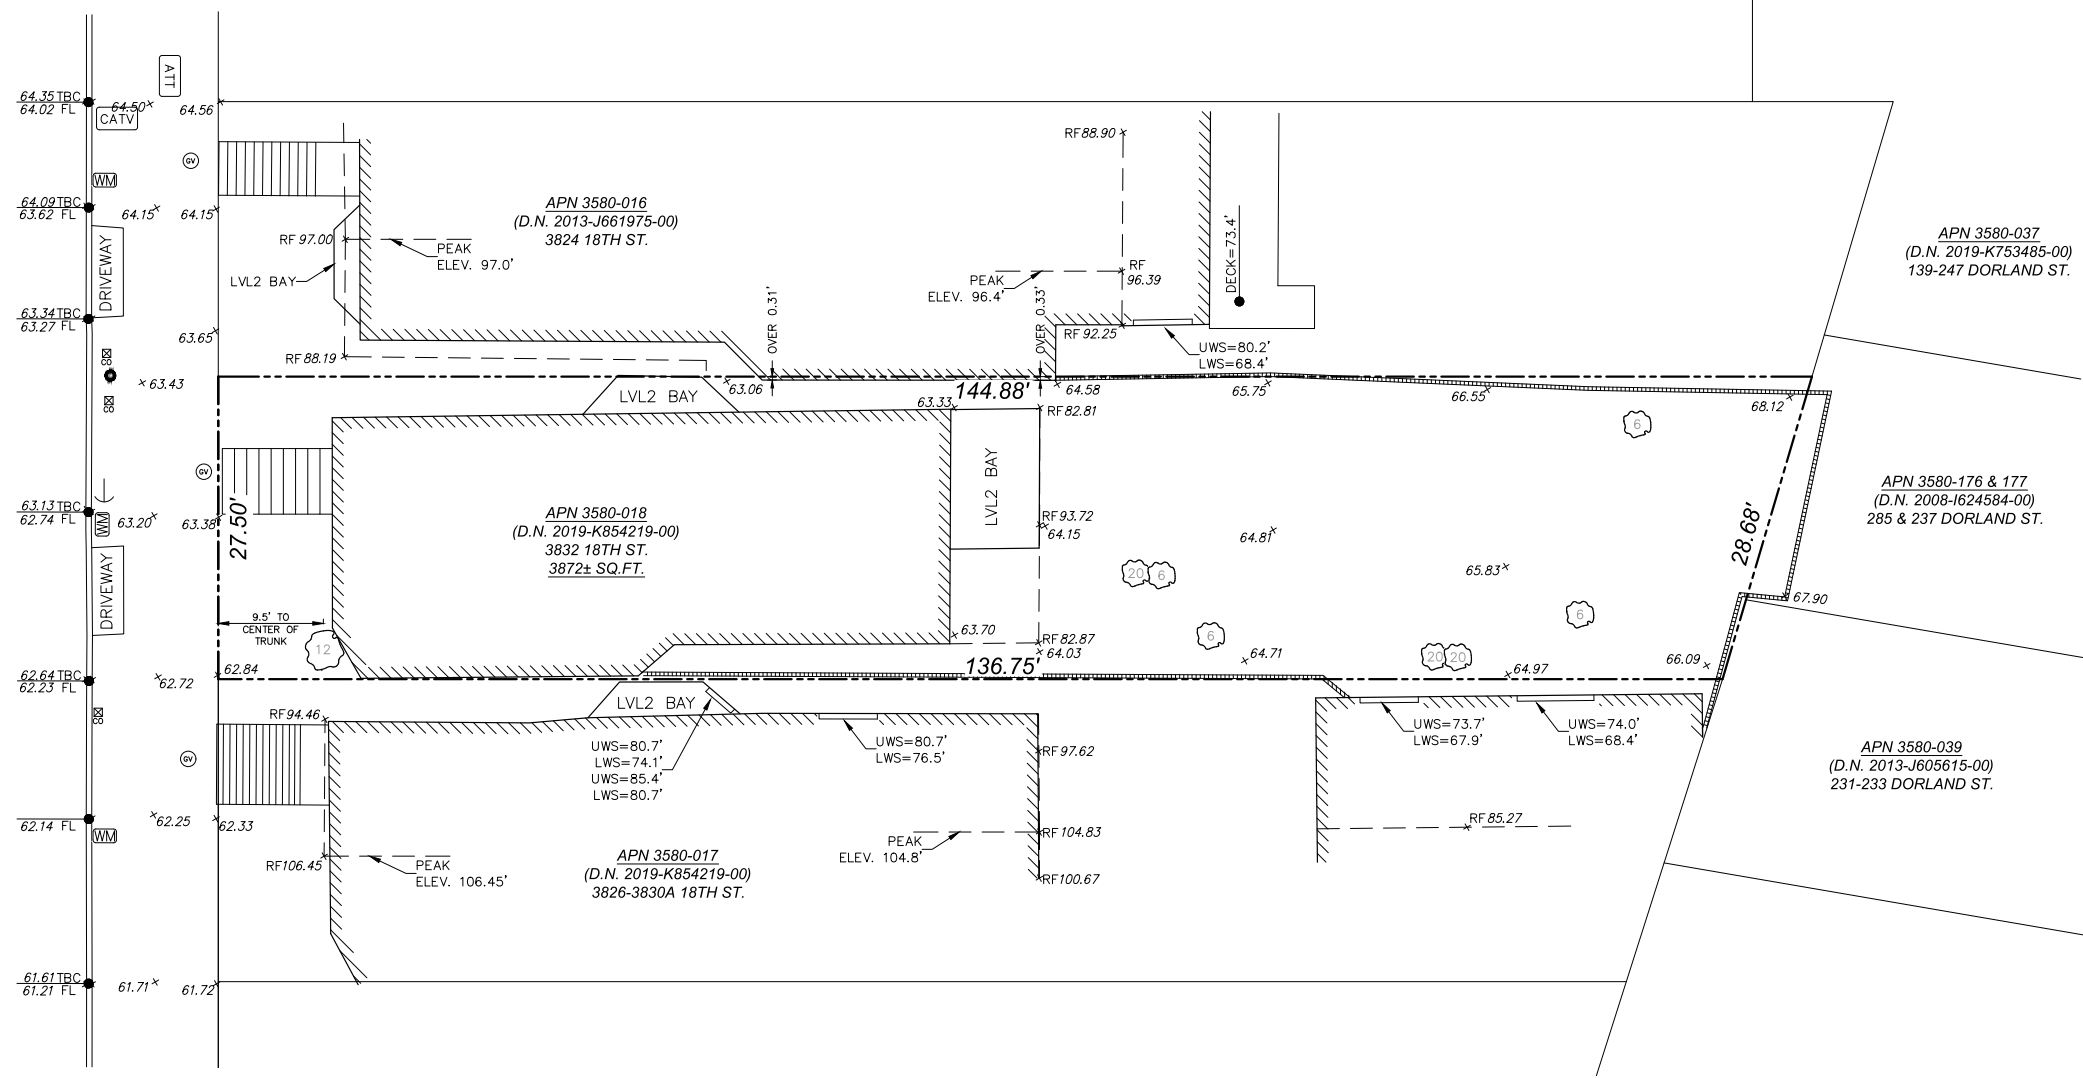 64.35 TBC
64.02 FL
ATT
64.50
CATV
64.56
GV
WM
64.09 TBC
63.62 FL
64.15
64.15
DRIVEWAY
63.34 TBC
63.27 FL
63.65
63.43
RF 97.00
LVL2 BAY
PEAK
ELEV. 97.0'
RF 88.19
APN 3580-016
(D.N. 2013-J661975-00)
3824 18TH ST.
RF 88.90
PEAK
ELEV. 96.4'
RF
96.39
RF 92.25
DECK=73.4'
UWS=80.2'
LWS=68.4'
OVER 0.31'
OVER 0.33'
APN 3580-037
(D.N. 2019-K753485-00)
139-247 DORLAND ST.
63.06
144.88'
63.33
64.58
65.75
66.55
68.12
LVL2 BAY
RF 82.81
6
GV
63.13 TBC
62.74 FL
WM
63.20
63.38
27.50'
DRIVEWAY
9.5' TO
CENTER OF
TRUNK
12
APN 3580-018
(D.N. 2019-K854219-00)
3832 18TH ST.
3872± SQ.FT.
LVL2 BAY
RF 93.72
64.15
64.81
65.83
20
6
6
6
28.68'
67.90
APN 3580-176 & 177
(D.N. 2008-I624584-00)
285 & 237 DORLAND ST.
63.70
RF 82.87
64.03
64.71
20
20
64.97
66.09
136.75'
62.64 TBC
62.23 FL
62.72
62.84
LVL2 BAY
RF 94.46
GV
UWS=80.7'
LWS=74.1'
UWS=85.4'
LWS=80.7'
UWS=80.7'
LWS=76.5'
RF 97.62
UWS=73.7'
LWS=67.9'
UWS=74.0'
LWS=68.4'
APN 3580-039
(D.N. 2013-J605615-00)
231-233 DORLAND ST.
62.14 FL
WM
62.25
62.33
RF 106.45
PEAK
ELEV. 106.45'
APN 3580-017
(D.N. 2019-K854219-00)
3826-3830A 18TH ST.
PEAK
ELEV. 104.8'
RF 104.83
RF 100.67
RF 85.27
61.61 TBC
61.21 FL
61.71
61.72